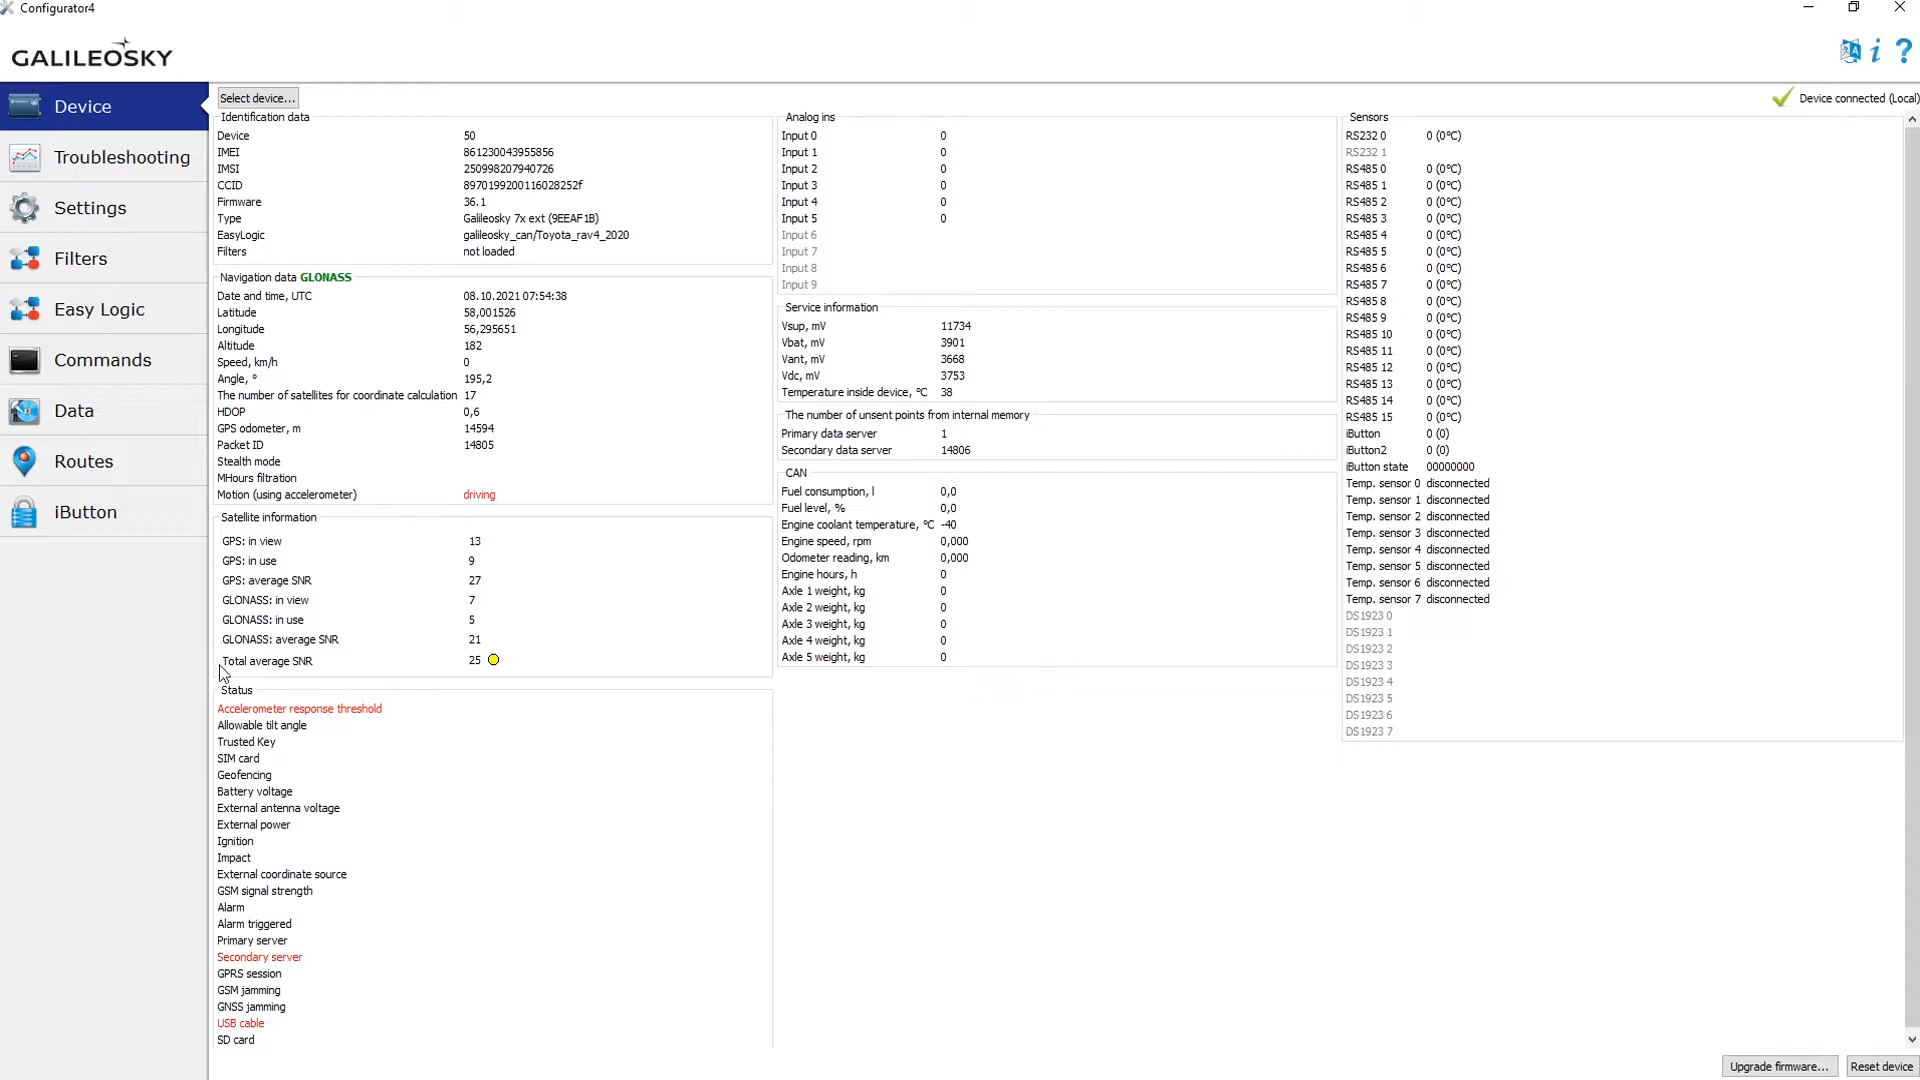 Configurator4
GALILEOSKY
Device
Troubleshooting
Settings
Filters
Easy Logic
Commands
Data
Routes
iButton
Select device...
Device connected (Local)
Identification data
Device 50
IMEI 861230043955856
IMSI 250998207940726
CCID 8970199200116028252f
Firmware 36.1
Type Galileosky 7x ext (9EEAF1B)
EasyLogic galileosky_can/Toyota_rav4_2020
Filters not loaded
Navigation data GLONASS
Date and time, UTC 08.10.2021 07:54:38
Latitude 58,001526
Longitude 56,295651
Altitude 182
Speed, km/h 0
Angle, ° 195,2
The number of satellites for coordinate calculation 17
HDOP 0,6
GPS odometer, m 14594
Packet ID 14805
Stealth mode
MHours filtration
Motion (using accelerometer) driving
Satellite information
GPS: in view 13
GPS: in use 9
GPS: average SNR 27
GLONASS: in view 7
GLONASS: in use 5
GLONASS: average SNR 21
Total average SNR 25
Status
Accelerometer response threshold
Allowable tilt angle
Trusted Key
SIM card
Geofencing
Battery voltage
External antenna voltage
External power
Ignition
Impact
External coordinate source
GSM signal strength
Alarm
Alarm triggered
Primary server
Secondary server
GPRS session
GSM jamming
GNSS jamming
USB cable
SD card
Analog ins
Input 0 0
Input 1 0
Input 2 0
Input 3 0
Input 4 0
Input 5 0
Input 6
Input 7
Input 8
Input 9
Service information
Vsup, mV 11734
Vbat, mV 3901
Vant, mV 3668
Vdc, mV 3753
Temperature inside device, °C 38
The number of unsent points from internal memory
Primary data server 1
Secondary data server 14806
CAN
Fuel consumption, l 0,0
Fuel level, % 0,0
Engine coolant temperature, °C -40
Engine speed, rpm 0,000
Odometer reading, km 0,000
Engine hours, h 0
Axle 1 weight, kg 0
Axle 2 weight, kg 0
Axle 3 weight, kg 0
Axle 4 weight, kg 0
Axle 5 weight, kg 0
Sensors
RS232 0 0 (0°C)
RS232 1
RS485 0 0 (0°C)
RS485 1 0 (0°C)
RS485 2 0 (0°C)
RS485 3 0 (0°C)
RS485 4 0 (0°C)
RS485 5 0 (0°C)
RS485 6 0 (0°C)
RS485 7 0 (0°C)
RS485 8 0 (0°C)
RS485 9 0 (0°C)
RS485 10 0 (0°C)
RS485 11 0 (0°C)
RS485 12 0 (0°C)
RS485 13 0 (0°C)
RS485 14 0 (0°C)
RS485 15 0 (0°C)
iButton 0 (0)
iButton2 0 (0)
iButton state 00000000
Temp. sensor 0 disconnected
Temp. sensor 1 disconnected
Temp. sensor 2 disconnected
Temp. sensor 3 disconnected
Temp. sensor 4 disconnected
Temp. sensor 5 disconnected
Temp. sensor 6 disconnected
Temp. sensor 7 disconnected
DS1923 0
DS1923 1
DS1923 2
DS1923 3
DS1923 4
DS1923 5
DS1923 6
DS1923 7
Upgrade firmware...
Reset device